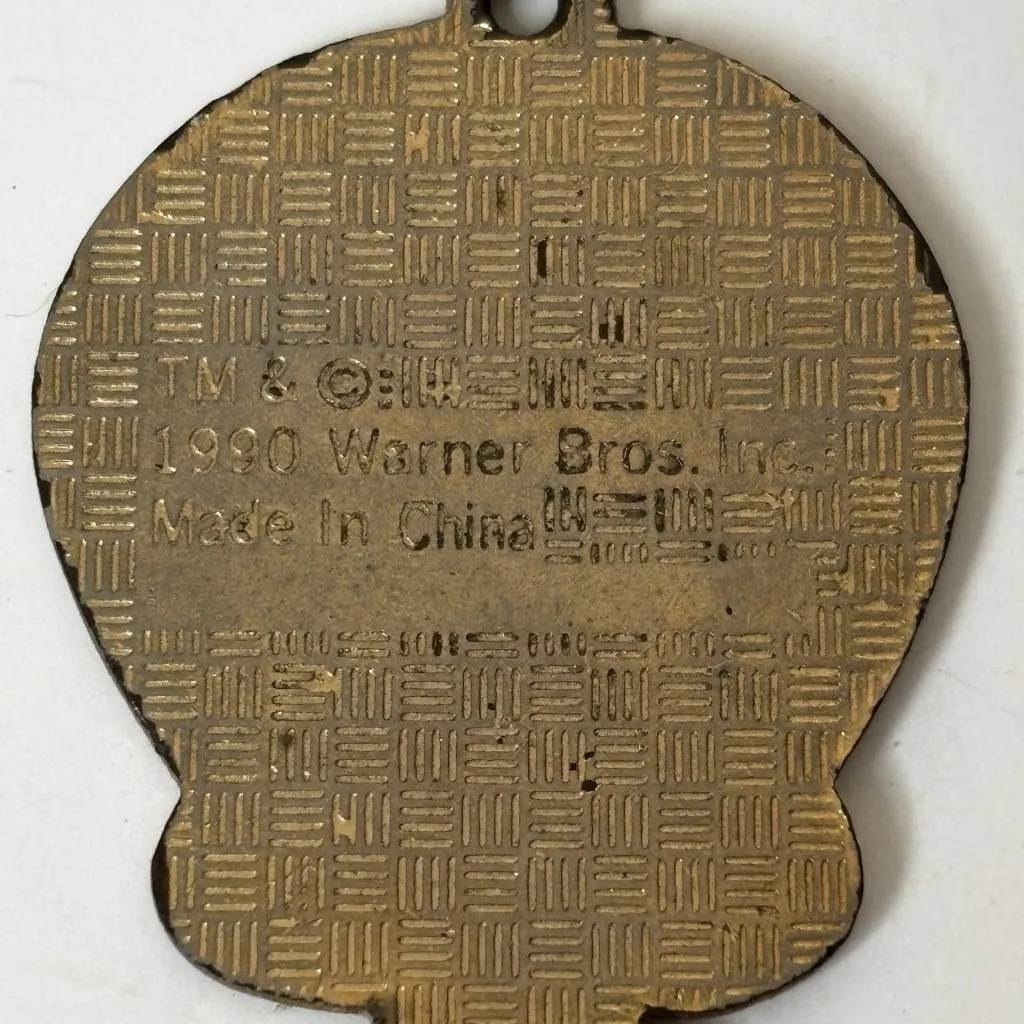 TM & ©
1990 Warner Bros. Inc.
Made In China